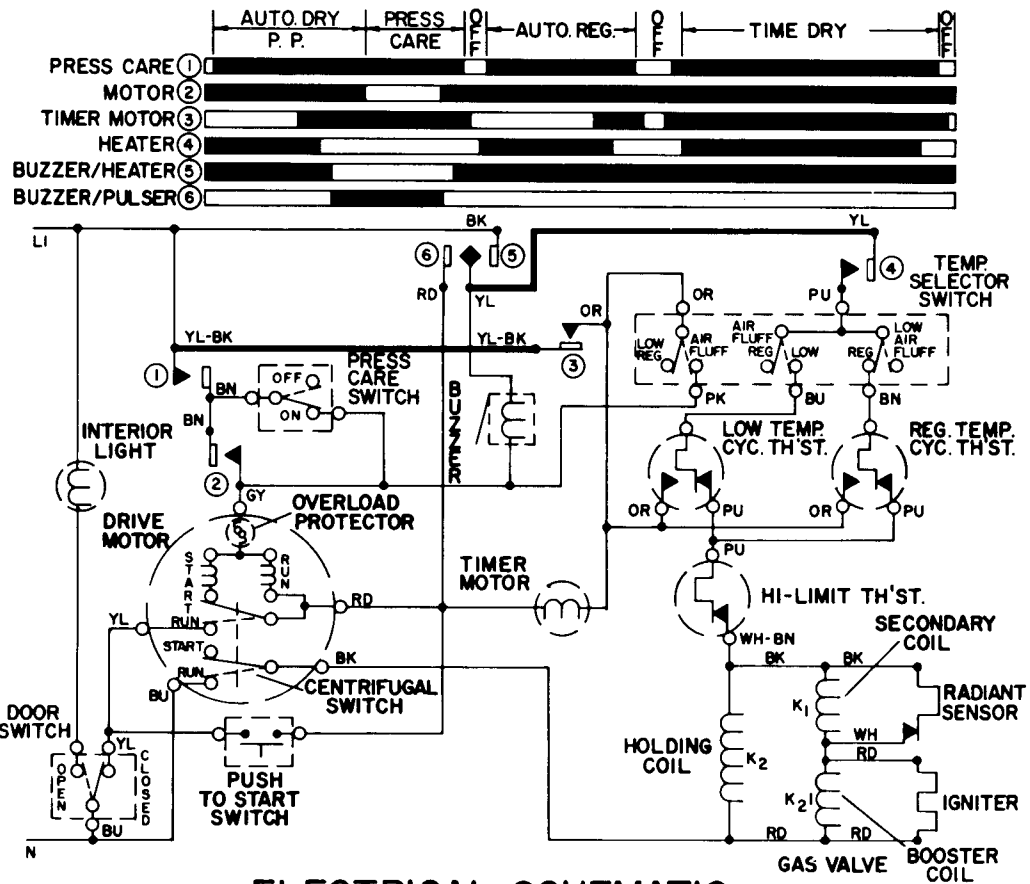 AUTO. DRY
P. P.
PRESS
CARE
OFF
AUTO. REG.
OFF
TIME DRY
OFF
PRESS CARE ①
MOTOR ②
TIMER MOTOR ③
HEATER ④
BUZZER/HEATER ⑤
BUZZER/PULSER ⑥
L1
BK
YL
⑥
⑤
④
TEMP.
SELECTOR
SWITCH
RD
YL
OR
OR
PU
YL-BK
YL-BK
③
LOW
REG
AIR
FLUFF
AIR
FLUFF
REG
LOW
REG
LOW
AIR
FLUFF
①
BN
OFF
ON
PRESS
CARE
SWITCH
BUZZER
PK
BU
BN
BN
INTERIOR
LIGHT
LOW TEMP.
CYC. TH'ST.
REG. TEMP.
CYC. TH'ST.
②
GY
OVERLOAD
PROTECTOR
OR
PU
OR
PU
DRIVE
MOTOR
START
RUN
TIMER
MOTOR
PU
HI-LIMIT TH'ST.
RD
YL
RUN
START
RUN
BK
BU
CENTRIFUGAL
SWITCH
WH-BN
BK
BK
SECONDARY
COIL
K1
RADIANT
SENSOR
DOOR
SWITCH
YL
OPEN
CLOSED
BU
N
PUSH
TO START
SWITCH
HOLDING
COIL
K2
WH
RD
K2I
IGNITER
RD
RD
GAS VALVE
BOOSTER
COIL
ELECTRICAL SCHEMATIC